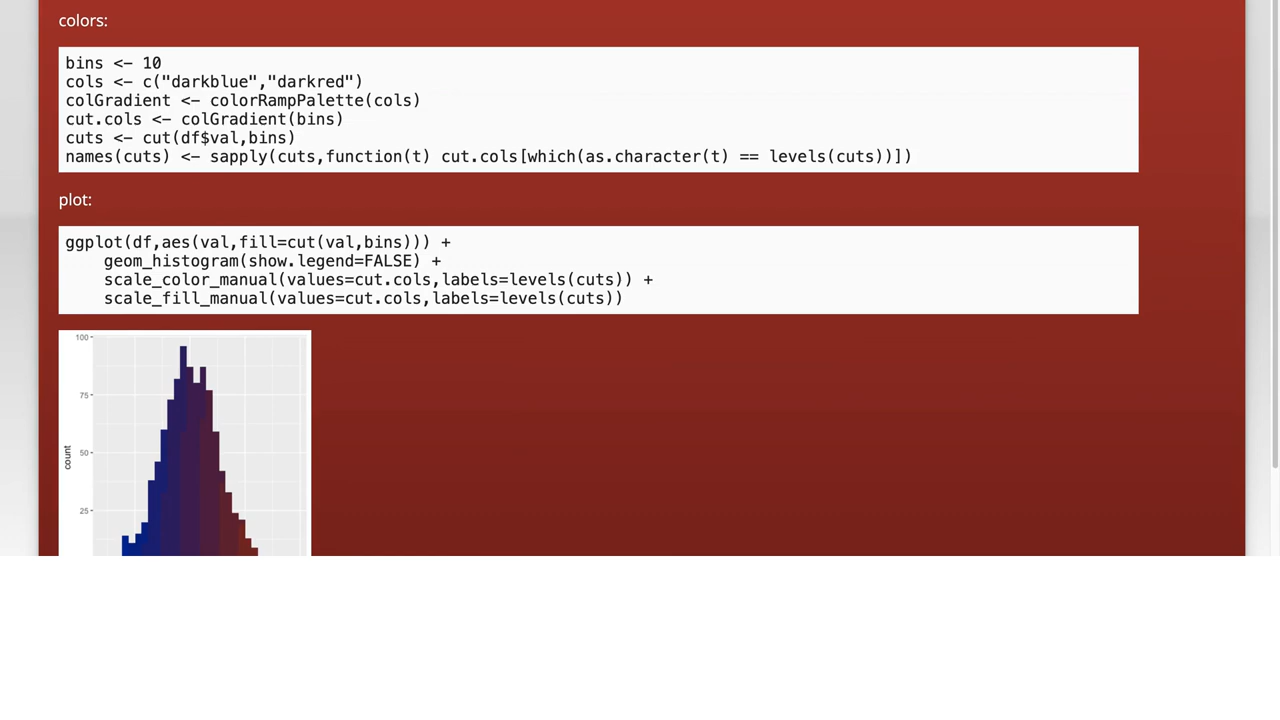 colors:
bins <- 10
cols <- c("darkblue","darkred")
colGradient <- colorRampPalette(cols)
cut.cols <- colGradient(bins)
cuts <- cut(df$val,bins)
names(cuts) <- sapply(cuts,function(t) cut.cols[which(as.character(t) == levels(cuts))])
plot:
ggplot(df,aes(val,fill=cut(val,bins))) +
    geom_histogram(show.legend=FALSE) +
    scale_color_manual(values=cut.cols,labels=levels(cuts)) +
    scale_fill_manual(values=cut.cols,labels=levels(cuts))
100
75
count
50
25